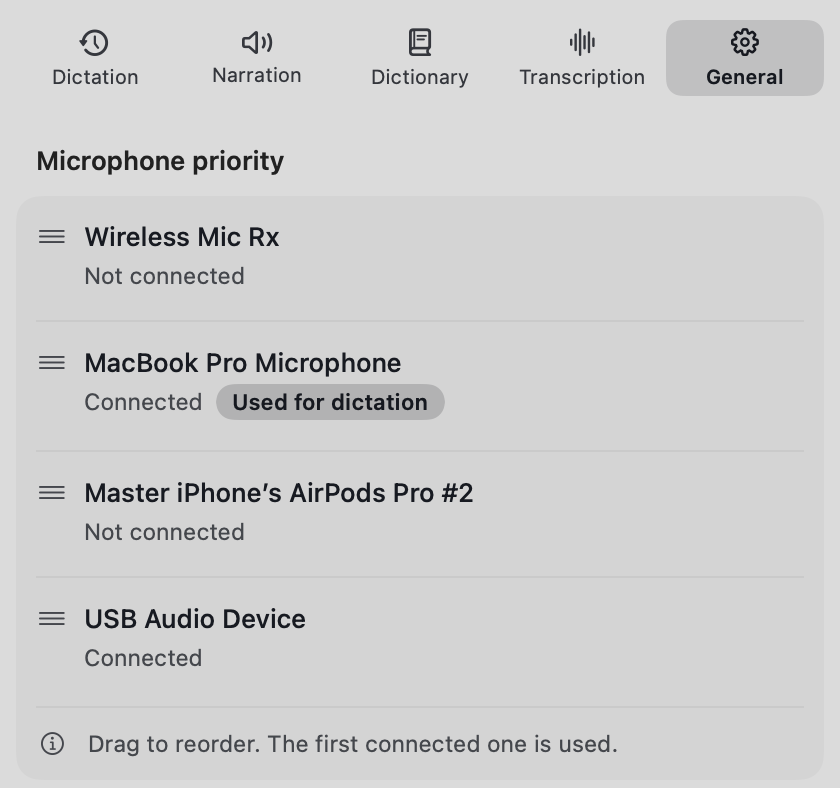 Dictation
Narration
Dictionary
Transcription
General
Microphone priority
Wireless Mic Rx
Not connected
MacBook Pro Microphone
Connected Used for dictation
Master iPhone’s AirPods Pro #2
Not connected
USB Audio Device
Connected
Drag to reorder. The first connected one is used.